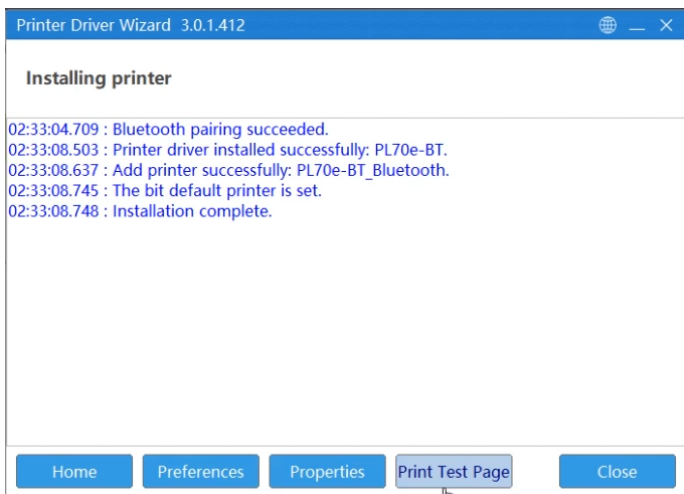 Printer Driver Wizard 3.0.1.412
Installing printer
02:33:04.709 : Bluetooth pairing succeeded.
02:33:08.503 : Printer driver installed successfully: PL70e-BT.
02:33:08.637 : Add printer successfully: PL70e-BT_Bluetooth.
02:33:08.745 : The bit default printer is set.
02:33:08.748 : Installation complete.
Home Preferences Properties Print Test Page Close